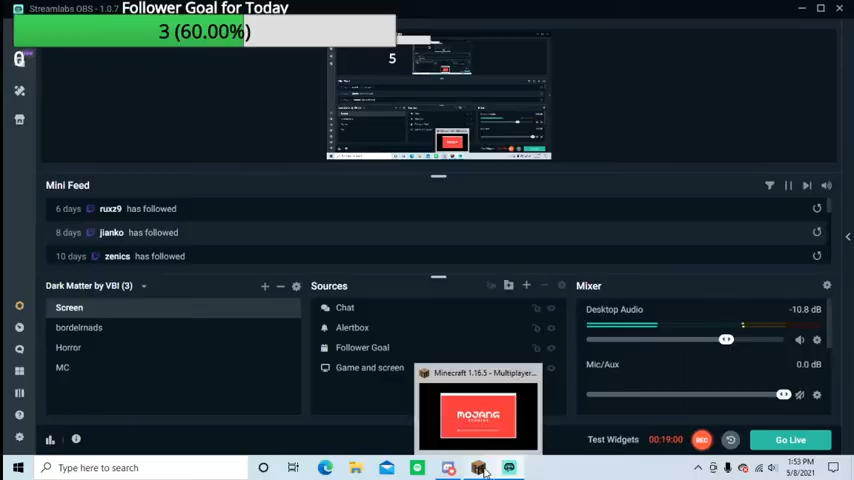 Streamlabs OBS - 1.0.7
Follower Goal for Today
3 (60.00%)
5
Mini Feed
6 days ruxz9 has followed
8 days jianko has followed
10 days zenics has followed
Dark Matter by VBI (3)
Sources
Mixer
Screen
bordelrnads
Horror
MC
Chat
Alertbox
Follower Goal
Game and screen
Desktop Audio -10.8 dB
Mic/Aux 0.0 dB
Minecraft 1.16.5 - Multiplayer...
MOJANG
STUDIOS
Test Widgets 00:19:00 REC Go Live
Type here to search
1:53 PM
5/8/2021